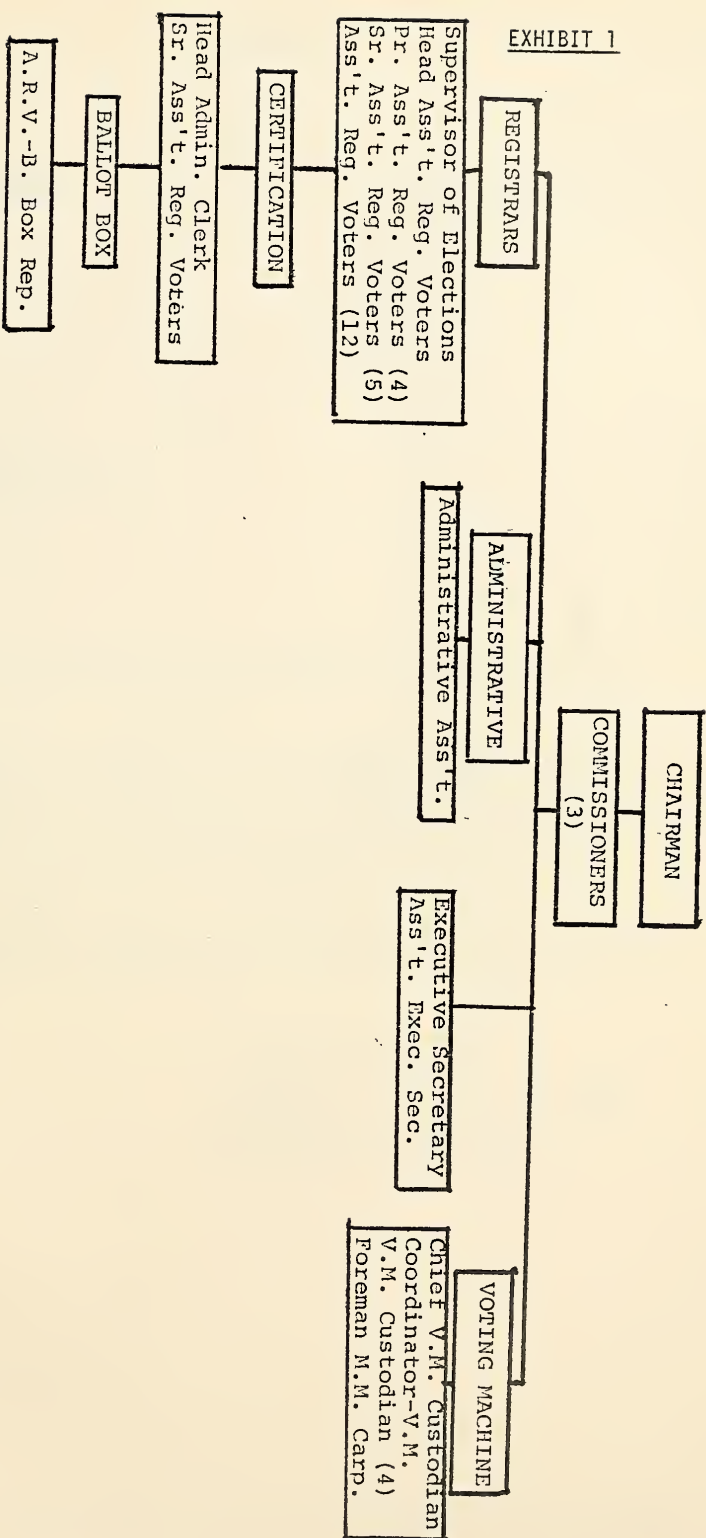 EXHIBIT 1
CHAIRMAN
COMMISSIONERS
(3)
REGISTRARS
Supervisor of Elections
Head Ass't. Reg. Voters
Pr. Ass't. Reg. Voters (4)
Sr. Ass't. Reg. Voters (5)
Ass't. Reg. Voters (12)
CERTIFICATION
Head Admin. Clerk
Sr. Ass't. Reg. Voters
BALLOT BOX
A.R.V.-B. Box Rep.
ADMINISTRATIVE
Administrative Ass't.
Executive Secretary
Ass't. Exec. Sec.
VOTING MACHINE
Chief V.M. Custodian
Coordinator-V.M.
V.M. Custodian (4)
Foreman M.M. Carp.